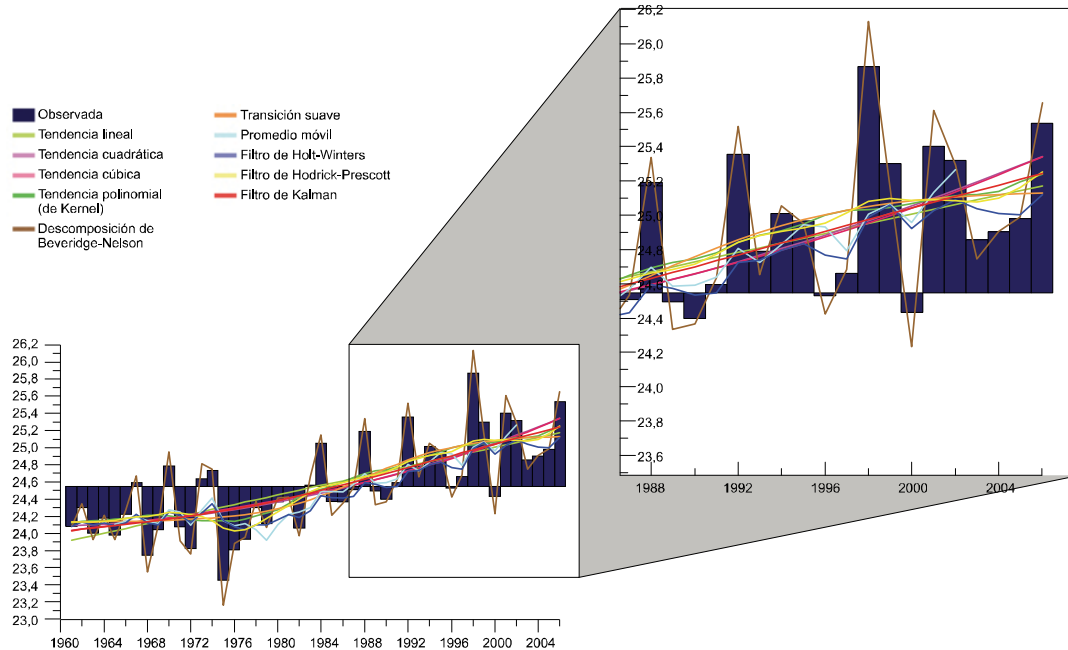 Observada
Tendencia lineal
Tendencia cuadrática
Tendencia cúbica
Tendencia polinomial
(de Kernel)
Descomposición de
Beveridge-Nelson
Transición suave
Promedio móvil
Filtro de Holt-Winters
Filtro de Hodrick-Prescott
Filtro de Kalman
26,2
26,0
25,8
25,6
25,4
25,2
25,0
24,8
24,6
24,4
24,2
24,0
23,8
23,6
1988 1992 1996 2000 2004
26,2
26,0
25,8
25,6
25,4
25,2
25,0
24,8
24,6
24,4
24,2
24,0
23,8
23,6
23,4
23,2
23,0
1960 1964 1968 1972 1976 1980 1984 1988 1992 1996 2000 2004